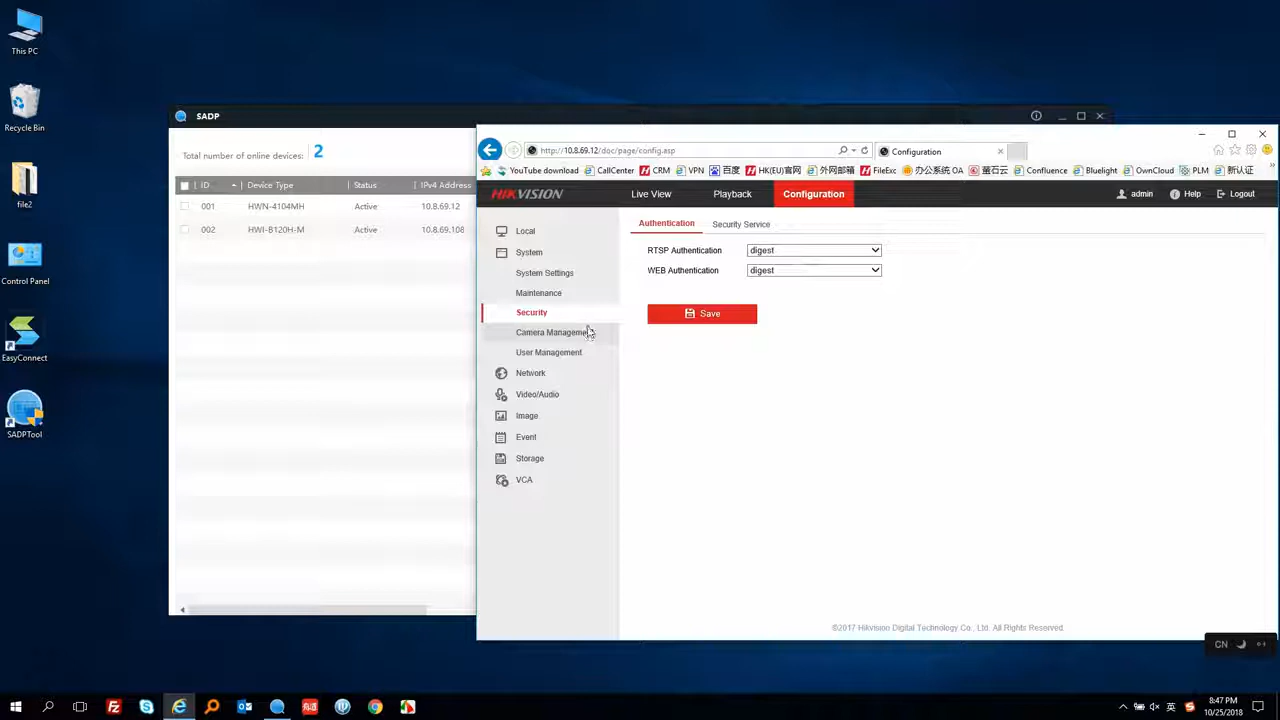 This PC
Recycle Bin
file2
Control Panel
EasyConnect
SADPTool
SADP
Total number of online devices: 2
ID Device Type Status IPv4 Address
001 HWN-4104MH Active 10.8.69.12
002 HWI-B120H-M Active 10.8.69.108
http://10.8.69.12/doc/page/config.asp
Configuration
YouTube download CallCenter CRM VPN 百度 HK(EU)官网 外网邮箱 FileExc 办公系统 OA Confluence 萤石云 Bluelight OwnCloud PLM 新认证
HIKVISION
Live View Playback Configuration
admin Help Logout
Local
System
System Settings
Maintenance
Security
Camera Management
User Management
Network
Video/Audio
Image
Event
Storage
VCA
Authentication Security Service
RTSP Authentication digest
WEB Authentication digest
Save
©2017 Hikvision Digital Technology Co., Ltd. All Rights Reserved.
CN
英
8:47 PM
10/25/2018